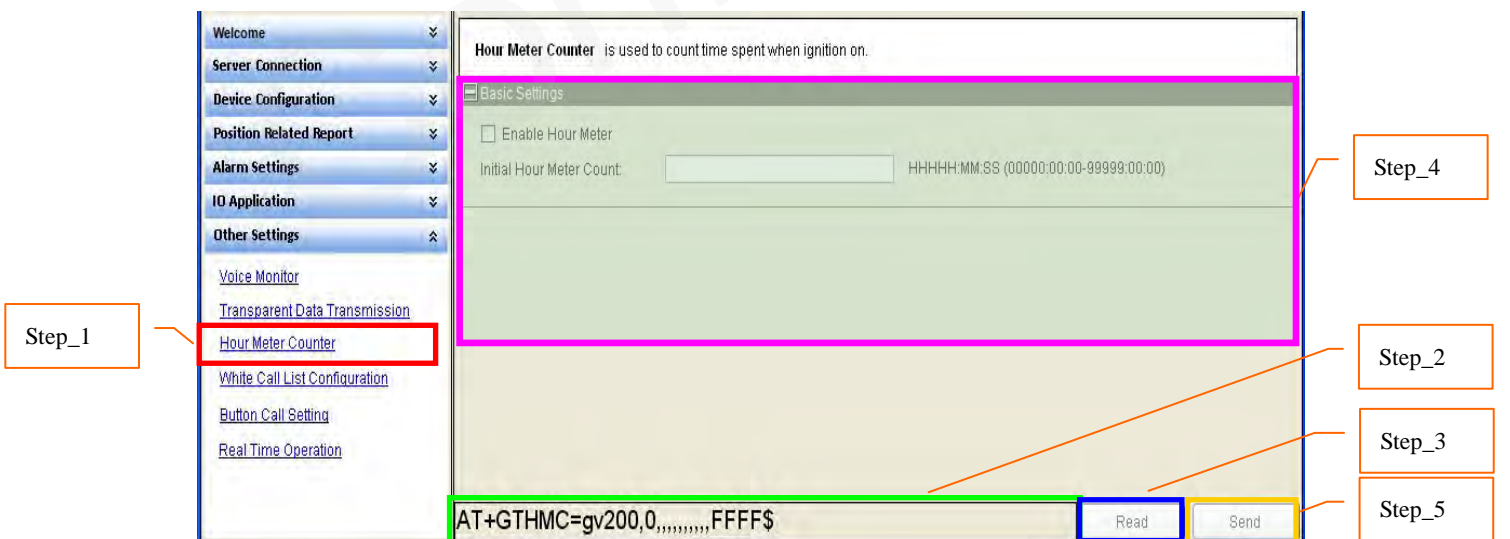 Welcome
Server Connection
Device Configuration
Position Related Report
Alarm Settings
IO Application
Other Settings
Voice Monitor
Transparent Data Transmission
Hour Meter Counter
White Call List Configuration
Button Call Setting
Real Time Operation
Hour Meter Counter is used to count time spent when ignition on.
Basic Settings
Enable Hour Meter
Initial Hour Meter Count: HHHHH:MM:SS (00000:00:00-99999:00:00)
AT+GTHMC=gv200,0,,,,,,,,,,FFFF$
Read
Send
Step_1
Step_4
Step_2
Step_3
Step_5